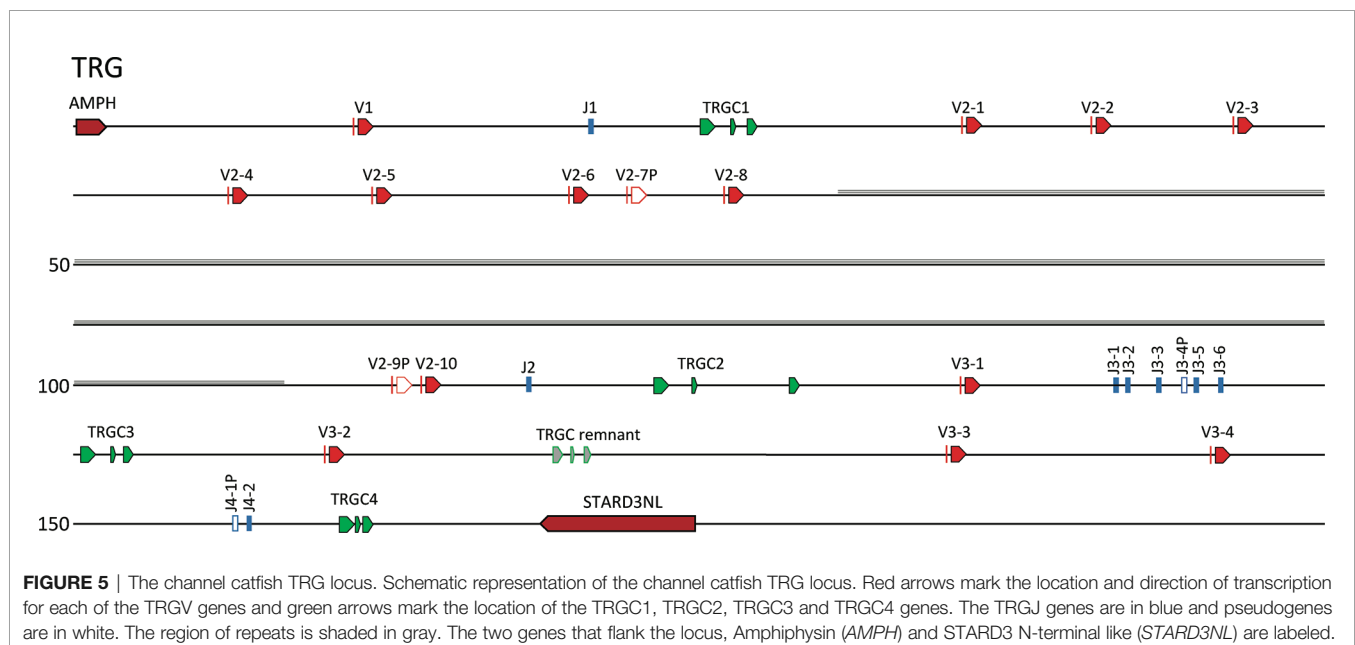 TRG
AMPH V1 J1 TRGC1 V2-1 V2-2 V2-3
V2-4 V2-5 V2-6 V2-7P V2-8
50
V2-9P V2-10 J2 TRGC2 V3-1 J3-1 J3-2 J3-3 J3-4P J3-5 J3-6
100
TRGC3 V3-2 TRGC remnant V3-3 V3-4
J4-1P J4-2 TRGC4 STARD3NL
150
FIGURE 5 | The channel catfish TRG locus. Schematic representation of the channel catfish TRG locus. Red arrows mark the location and direction of transcription
for each of the TRGV genes and green arrows mark the location of the TRGC1, TRGC2, TRGC3 and TRGC4 genes. The TRGJ genes are in blue and pseudogenes
are in white. The region of repeats is shaded in gray. The two genes that flank the locus, Amphiphysin (AMPH) and STARD3 N-terminal like (STARD3NL) are labeled.